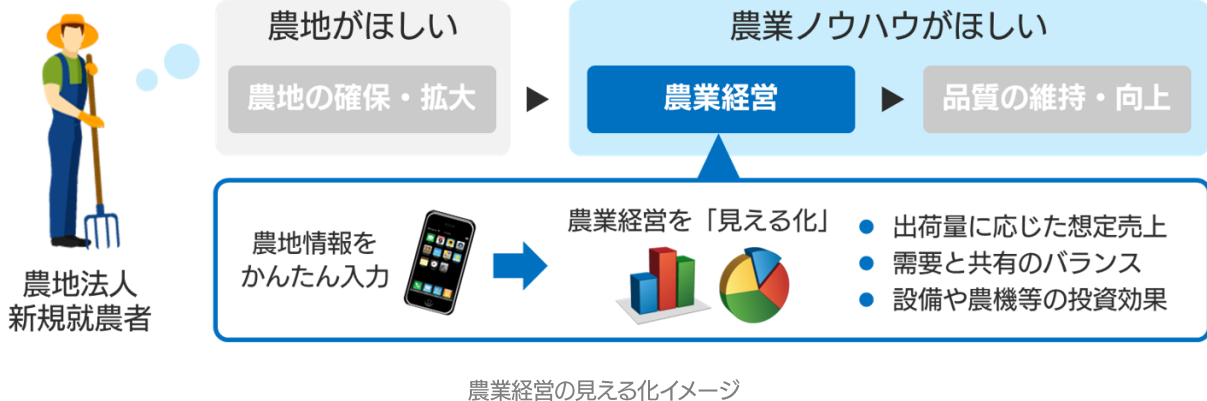 農地がほしい
農業ノウハウがほしい
農地の確保・拡大
農業経営
品質の維持・向上
農地法人
新規就農者
農地情報を
かんたん入力
農業経営を「見える化」
出荷量に応じた想定売上
需要と共有のバランス
設備や農機等の投資効果
農業経営の見える化イメージ